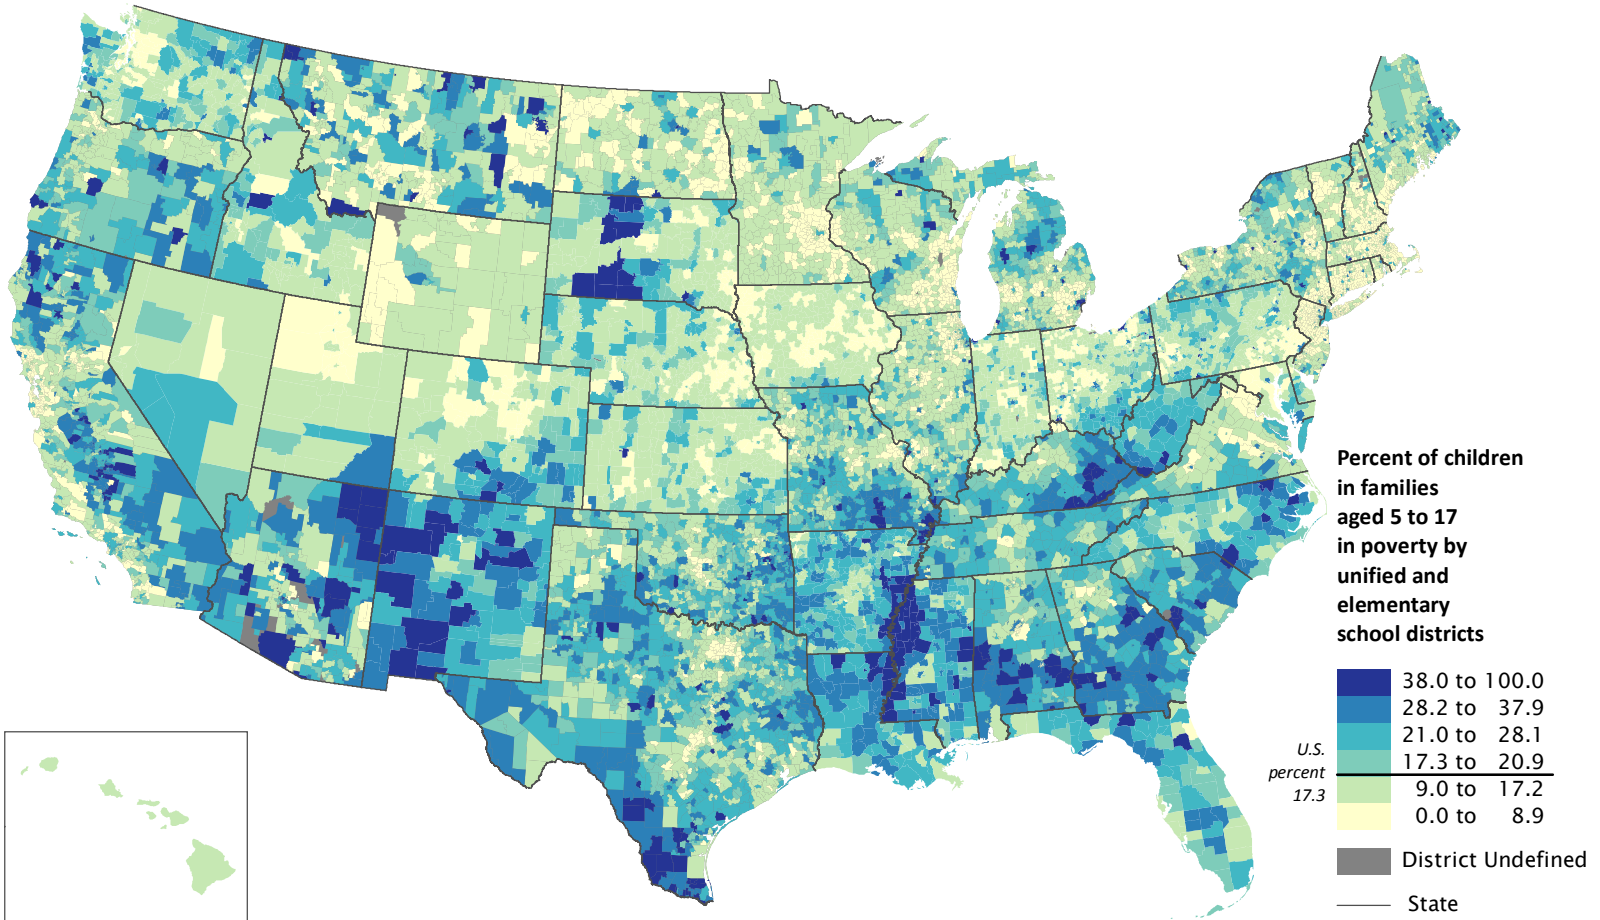 Percent of children
in families
aged 5 to 17
in poverty by
unified and
elementary
school districts
38.0 to 100.0
28.2 to 37.9
21.0 to 28.1
17.3 to 20.9
U.S.
percent
17.3
9.0 to 17.2
0.0 to 8.9
District Undefined
State